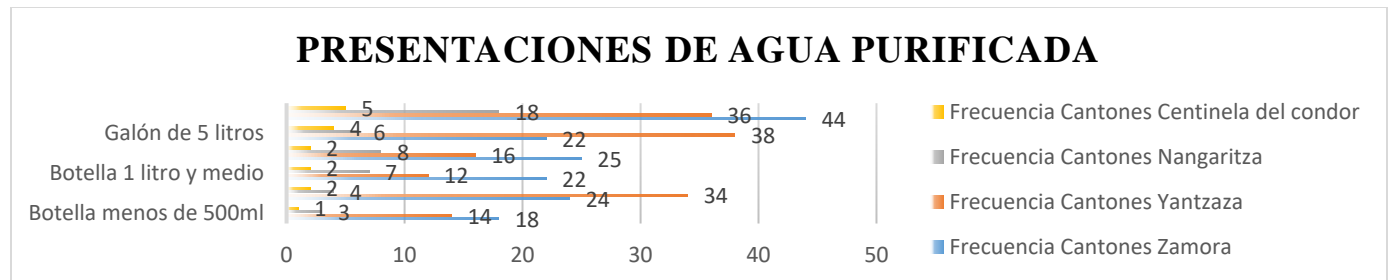 PRESENTACIONES DE AGUA PURIFICADA
5
18
36
44
Galón de 5 litros
4
6
38
22
2
8
16
25
Botella 1 litro y medio
2
7
12
22
2
4
34
24
Botella menos de 500ml
1
3
14
18
0 10 20 30 40 50
Frecuencia Cantones Centinela del condor
Frecuencia Cantones Nangaritza
Frecuencia Cantones Yantzaza
Frecuencia Cantones Zamora